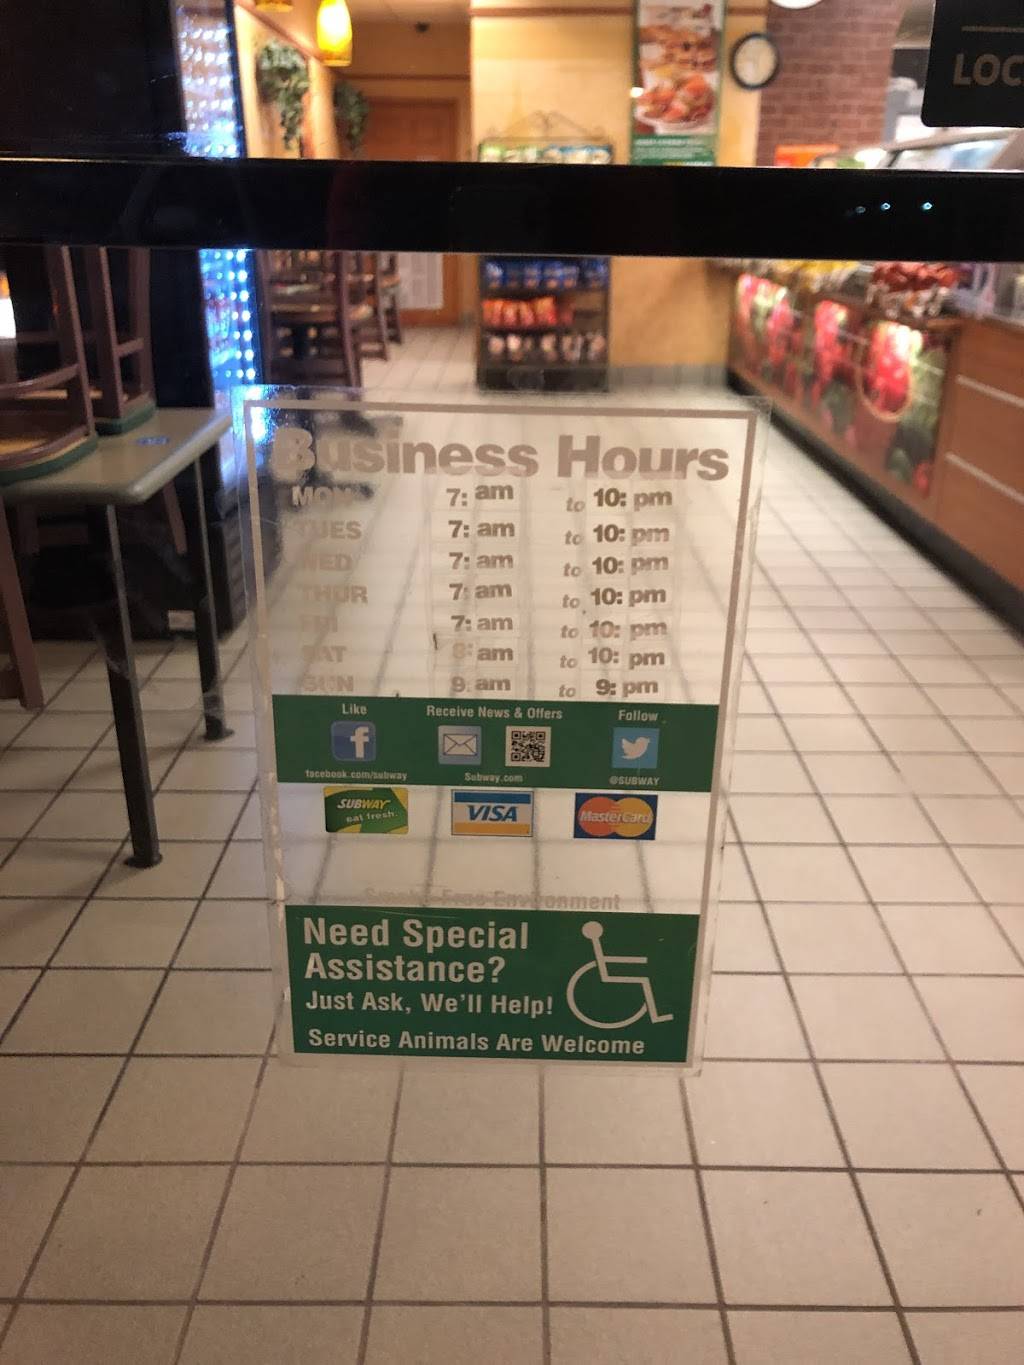 LOC
Business Hours
MON 7: am to 10: pm
TUES 7: am to 10: pm
WED 7: am to 10: pm
THUR 7: am to 10: pm
FRI 7: am to 10: pm
SAT 8: am to 10: pm
SUN 9: am to 9: pm
Like Receive News & Offers Follow
facebook.com/subway Subway.com @SUBWAY
SUBWAY eat fresh. VISA MasterCard
Smoke-Free Environment
Need Special
Assistance?
Just Ask, We'll Help!
Service Animals Are Welcome